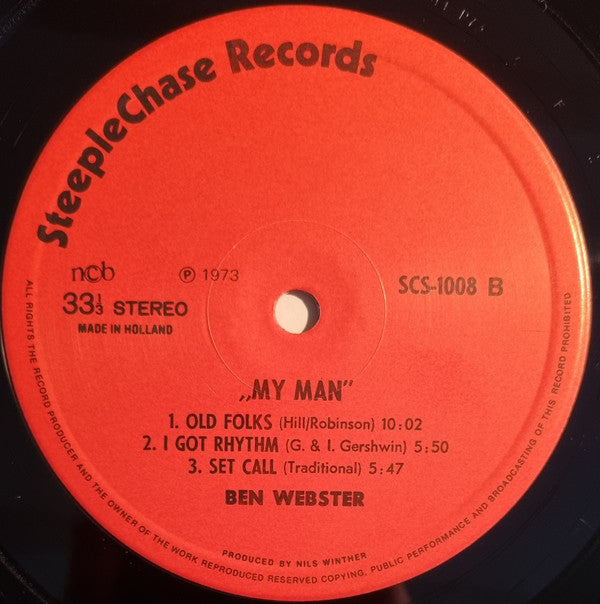 SteepleChase Records
ncb
℗ 1973
SCS-1008 B
33⅓ STEREO
MADE IN HOLLAND
„MY MAN”
1. OLD FOLKS (Hill/Robinson) 10:02
2. I GOT RHYTHM (G. & I. Gershwin) 5:50
3. SET CALL (Traditional) 5:47
BEN WEBSTER
PRODUCED BY NILS WINTHER
ALL RIGHTS THE RECORD PRODUCER AND THE OWNER OF THE WORK REPRODUCED RESERVED COPYING, PUBLIC PERFORMANCE AND BROADCASTING OF THIS RECORD PROHIBITED